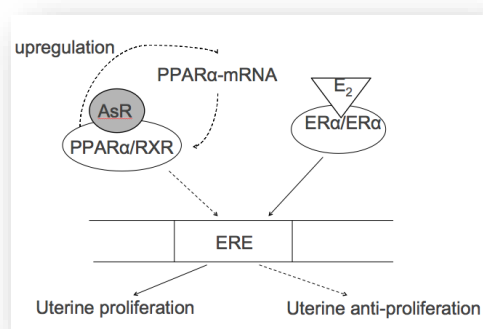 upregulation
PPARα-mRNA
E2
AsR
ERα/ERα
PPARα/RXR
ERE
Uterine proliferation
Uterine anti-proliferation